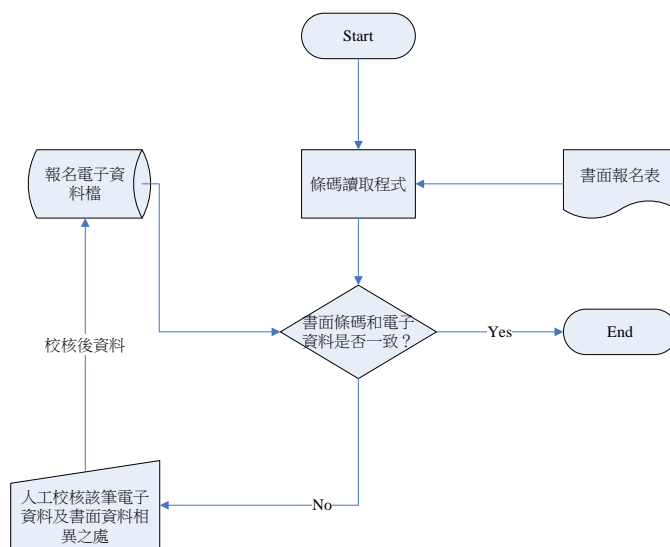 Start
報名電子資
料檔
條碼讀取程式
書面報名表
書面條碼和電子
資料是否一致？
Yes
End
校核後資料
No
人工校核該筆電子
資料及書面資料相
異之處